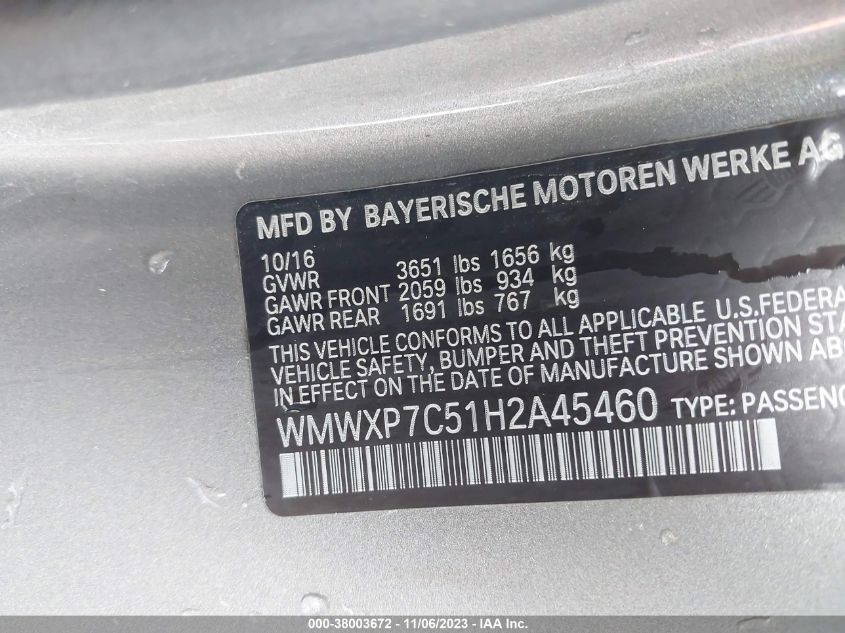 MFD BY BAYERISCHE MOTOREN WERKE AG
10/16
GVWR 3651 lbs 1656 kg
GAWR FRONT 2059 lbs 934 kg
GAWR REAR 1691 lbs 767 kg
THIS VEHICLE CONFORMS TO ALL APPLICABLE U.S.FEDERA
VEHICLE SAFETY, BUMPER AND THEFT PREVENTION STA
IN EFFECT ON THE DATE OF MANUFACTURE SHOWN ABO
WMWXP7C51H2A45460 TYPE: PASSENG
000-38003672 - 11/06/2023 - © IAA Inc.